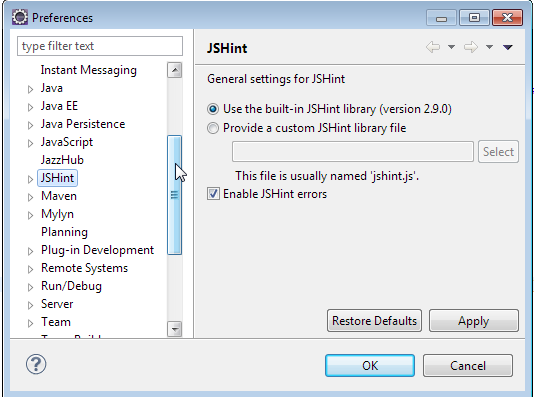 Preferences
type filter text
Instant Messaging
Java
Java EE
Java Persistence
JavaScript
JazzHub
JSHint
Maven
Mylyn
Planning
Plug-in Development
Remote Systems
Run/Debug
Server
Team
JSHint
General settings for JSHint
Use the built-in JSHint library (version 2.9.0)
Provide a custom JSHint library file
Select
This file is usually named 'jshint.js'.
Enable JSHint errors
Restore Defaults
Apply
OK
Cancel